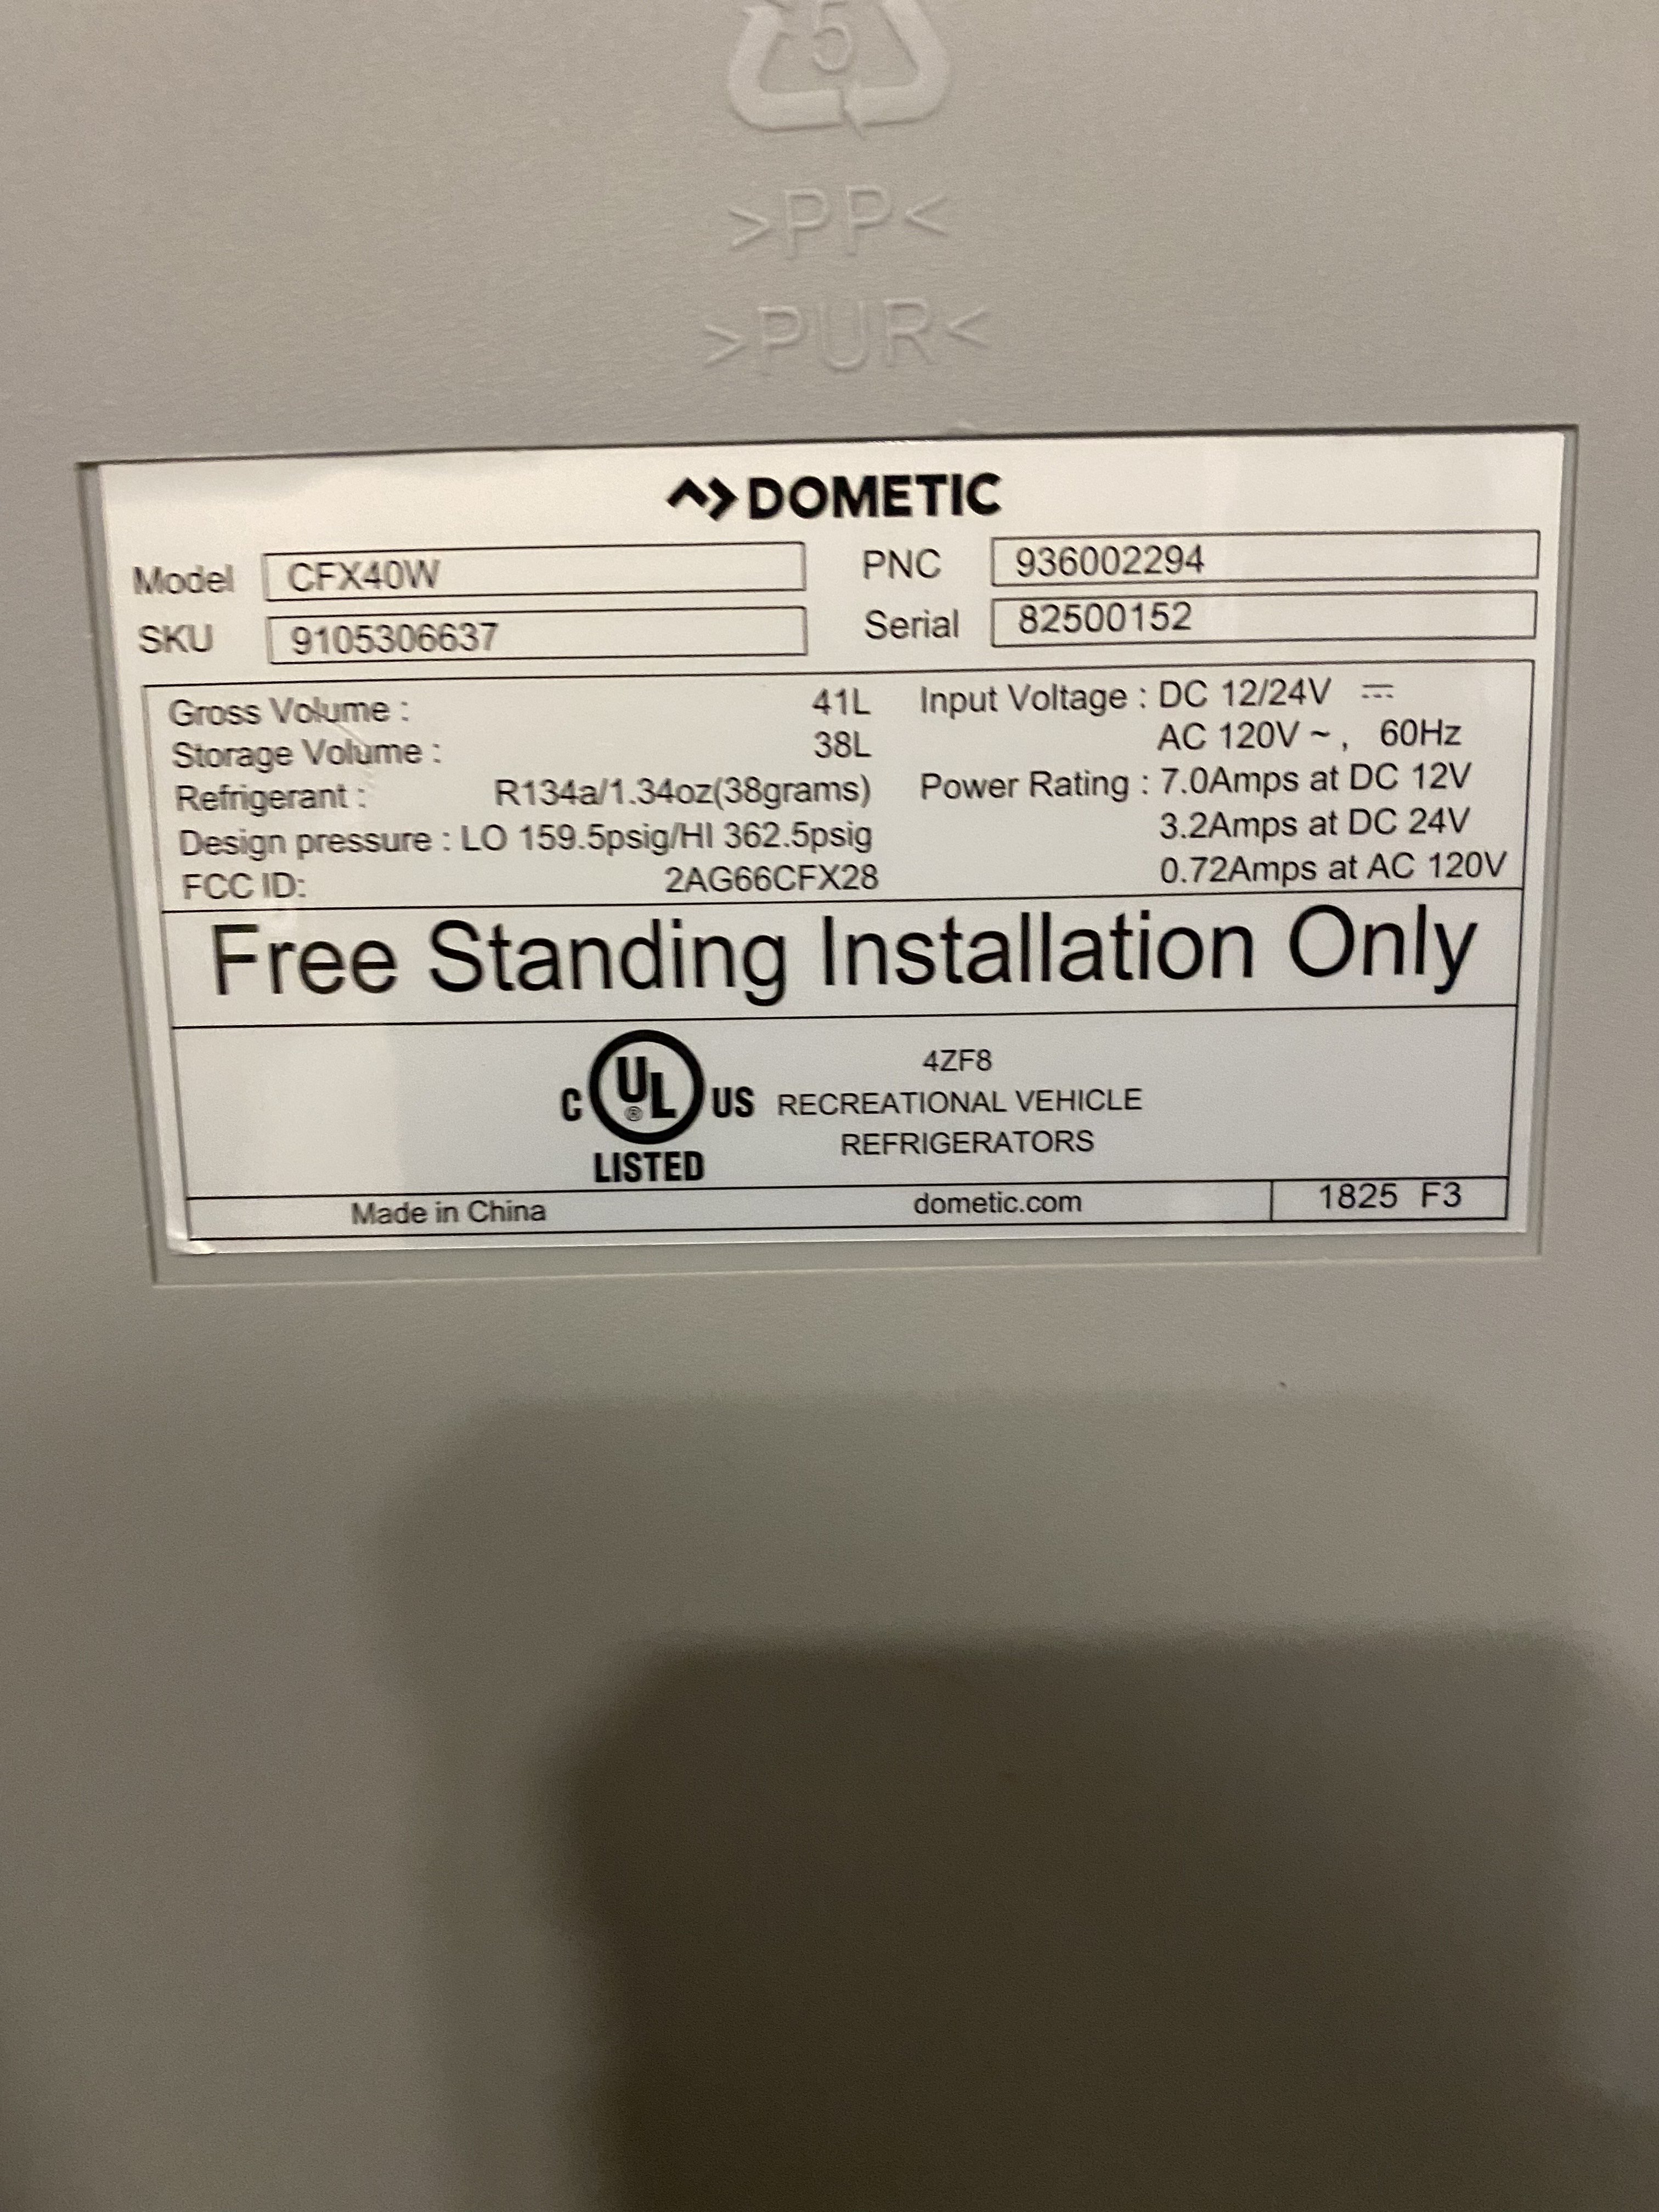 5
>PP<
>PUR<
DOMETIC
Model CFX40W PNC 936002294
SKU 9105306637 Serial 82500152
Gross Volume : 41L Input Voltage : DC 12/24V ⎓
Storage Volume : 38L AC 120V ~ , 60Hz
Refrigerant : R134a/1.34oz(38grams) Power Rating : 7.0Amps at DC 12V
Design pressure : LO 159.5psig/HI 362.5psig 3.2Amps at DC 24V
FCC ID: 2AG66CFX28 0.72Amps at AC 120V
Free Standing Installation Only
C UL ® US LISTED
4ZF8
RECREATIONAL VEHICLE
REFRIGERATORS
Made in China dometic.com 1825 F3